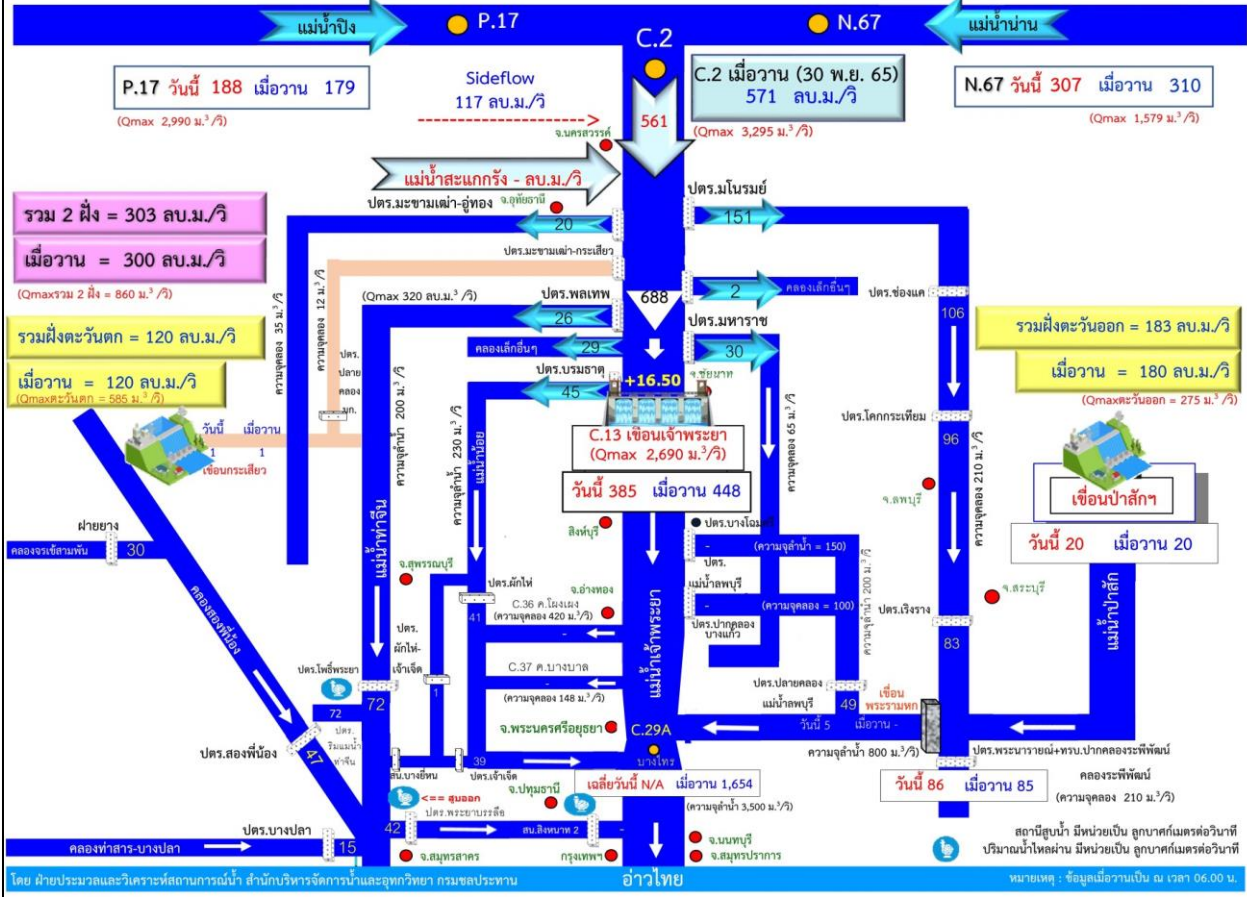 แม่น้ำปิง
P.17
C.2
N.67
แม่น้ำน่าน
P.17 วันนี้ 188 เมื่อวาน 179
(Qmax 2,990 ม.³ /วิ)
Sideflow
117 ลบ.ม./วิ
C.2 เมื่อวาน (30 พ.ย. 65)
571 ลบ.ม./วิ
(Qmax 3,295 ม.³ /วิ)
N.67 วันนี้ 307 เมื่อวาน 310
(Qmax 1,579 ม.³ /วิ)
561
จ.นครสวรรค์
แม่น้ำสะแกกรัง - ลบ.ม./วิ
รวม 2 ฝั่ง = 303 ลบ.ม./วิ
เมื่อวาน = 300 ลบ.ม./วิ
(Qmaxรวม 2 ฝั่ง = 860 ม.³ /วิ)
ปตร.มะขามเฒ่า-อู่ทอง
จ.อุทัยธานี
20
ปตร.มโนรมย์
151
ปตร.มะขามเฒ่า-กระเสียว
ความจุคลอง 35 ม.³ /วิ
ความจุคลอง 12 ม.³ /วิ
(Qmax 320 ลบ.ม.³ /วิ)
ปตร.พลเทพ
26
688
2
คลองเล็กอื่นๆ
ปตร.ช่องแค
106
รวมฝั่งตะวันตก = 120 ลบ.ม./วิ
เมื่อวาน = 120 ลบ.ม./วิ
(Qmaxตะวันตก = 585 ม.³ /วิ)
รวมฝั่งตะวันออก = 183 ลบ.ม./วิ
เมื่อวาน = 180 ลบ.ม./วิ
(Qmaxตะวันออก = 275 ม.³ /วิ)
คลองเล็กอื่นๆ
29
ปตร.มหาราช
30
จ.ชัยนาท
ปตร.
ปลาย
คลอง
มก.
ปตร.บรมธาตุ
45
+16.50
C.13 เขื่อนเจ้าพระยา
(Qmax 2,690 ม.³/วิ)
วันนี้ 385 เมื่อวาน 448
วันนี้ เมื่อวาน
1 1
เขื่อนกระเสียว
ความจุลำน้ำ 200 ม.³ /วิ
ความจุลำน้ำ 230 ม.³ /วิ
แม่น้ำน้อย
ความจุคลอง 65 ม.³ /วิ
ปตร.โคกกระเทียม
96
ความจุคลอง 210 ม.³ /วิ
จ.ลพบุรี
เขื่อนป่าสักฯ
วันนี้ 20 เมื่อวาน 20
ฝายยาง
คลองจรเข้สามพัน
30
แม่น้ำท่าจีน
สิงห์บุรี
ปตร.บางโฉมศรี
-
(ความจุลำน้ำ = 150)
ปตร.
แม่น้ำลพบุรี
-
(ความจุคลอง = 100)
ปตร.ปากคลอง
บางแก้ว
ความจุลำน้ำ 200 ม.³ /วิ
จ.สุพรรณบุรี
ปตร.ผักไห่
41
จ.อ่างทอง
C.36 ค.โผงเผง
(ความจุคลอง 420 ม.³/วิ)
-
จ.สระบุรี
ปตร.เริงราง
83
แม่น้ำป่าสัก
คลองสองพี่น้อง
ปตร.
ผักไห่-
เจ้าเจ็ด
1
C.37 ค.บางบาล
-
(ความจุคลอง 148 ม.³ /วิ)
แม่น้ำเจ้าพระยา
ปตร.โพธิ์พระยา
72
72
ปตร.
ริมแม่น้ำ
ท่าจีน
ปตร.ปลายคลอง
แม่น้ำลพบุรี
49
เขื่อน
พระรามหก
วันนี้ 5 เมื่อวาน -
ความจุลำน้ำ 800 ม.³/วิ)
จ.พระนครศรีอยุธยา
C.29A
บางไทร
ปตร.สองพี่น้อง
47
สน.บางยี่หน
39
ปตร.เจ้าเจ็ด
เฉลี่ยวันนี้ N/A เมื่อวาน 1,654
(ความจุลำน้ำ 3,500 ม.³/วิ)
ปตร.พระนารายณ์+ทรบ.ปากคลองระพีพัฒน์
วันนี้ 86 เมื่อวาน 85
คลองระพีพัฒน์
(ความจุคลอง 210 ม.³/วิ)
<== สูบออก
จ.ปทุมธานี
ปตร.พระยาบรรลือ
42
สน.สิงหนาท 2
-
ปตร.บางปลา
คลองท่าสาร-บางปลา
15
จ.สมุทรสาคร
กรุงเทพฯ
จ.นนทบุรี
จ.สมุทรปราการ
สถานีสูบน้ำ มีหน่วยเป็น ลูกบาศก์เมตรต่อวินาที
ปริมาณน้ำไหลผ่าน มีหน่วยเป็น ลูกบาศก์เมตรต่อวินาที
โดย ฝ่ายประมวลและวิเคราะห์สถานการณ์น้ำ สำนักบริหารจัดการน้ำและอุทกวิทยา กรมชลประทาน
อ่าวไทย
หมายเหตุ : ข้อมูลเมื่อวานเป็น ณ เวลา 06.00 น.